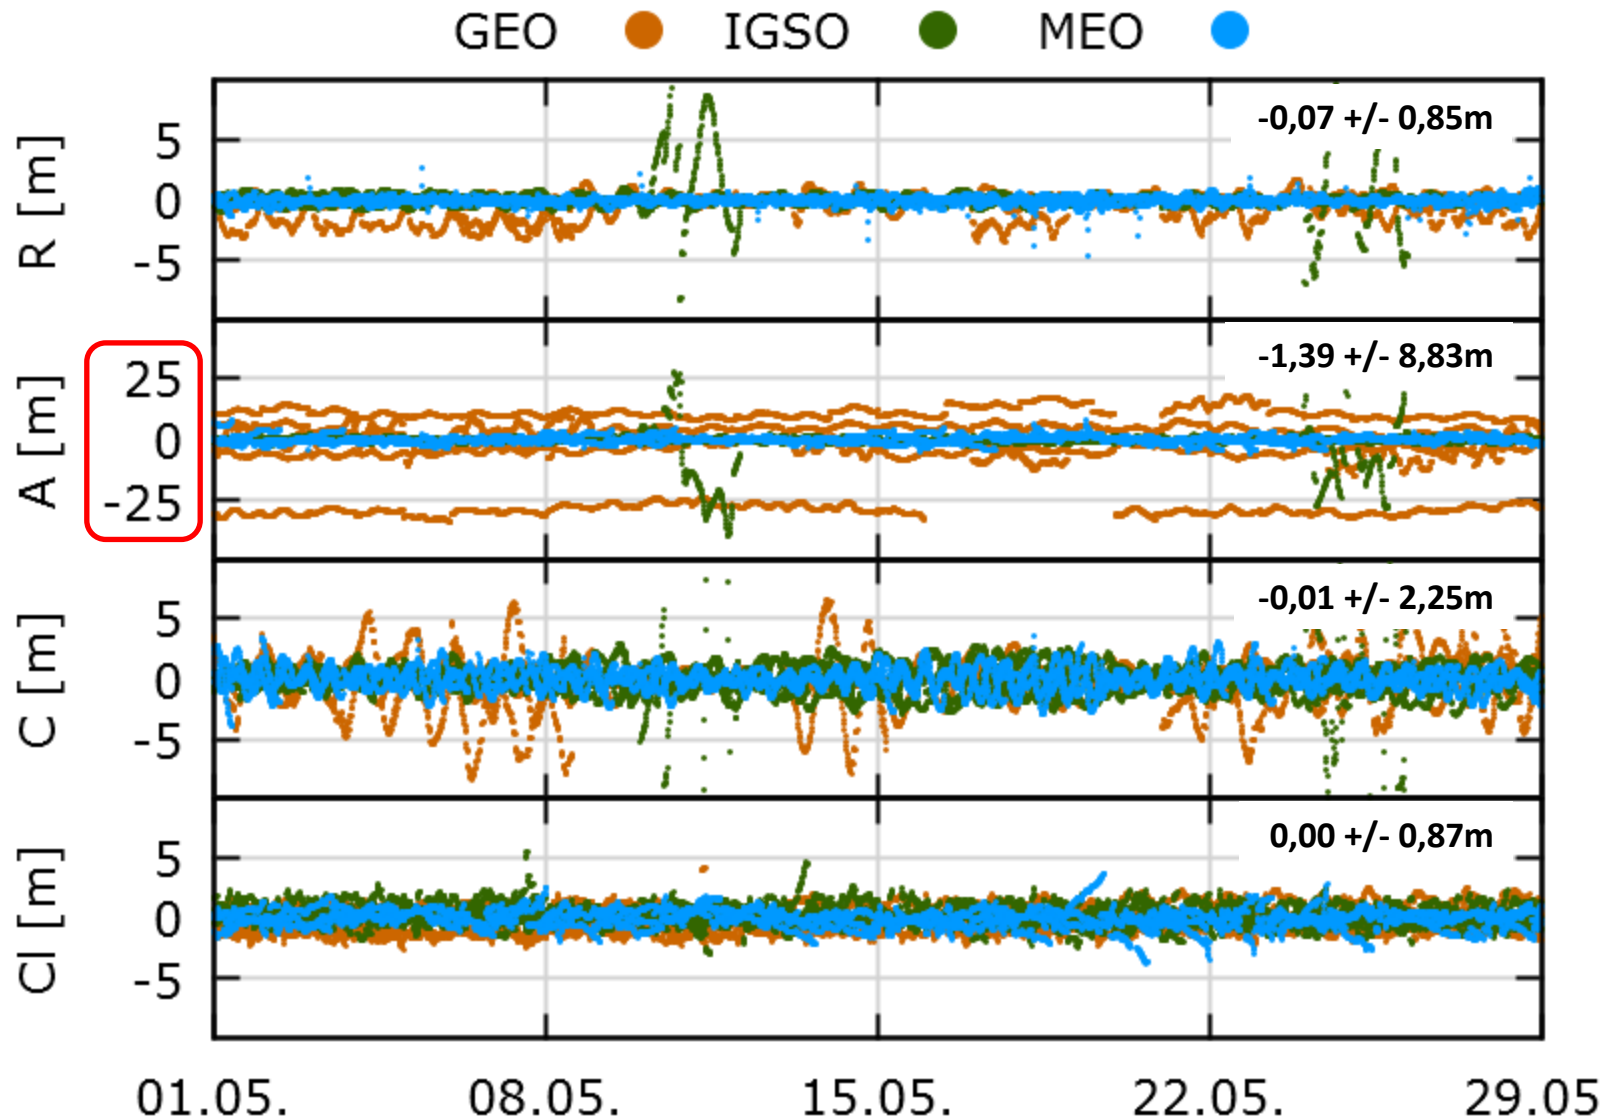 GEO IGSO MEO
R [m]
5
0
-5
-0,07 +/- 0,85m
A [m]
25
0
-25
-1,39 +/- 8,83m
C [m]
5
0
-5
-0,01 +/- 2,25m
Cl [m]
5
0
-5
0,00 +/- 0,87m
01.05. 08.05. 15.05. 22.05. 29.05